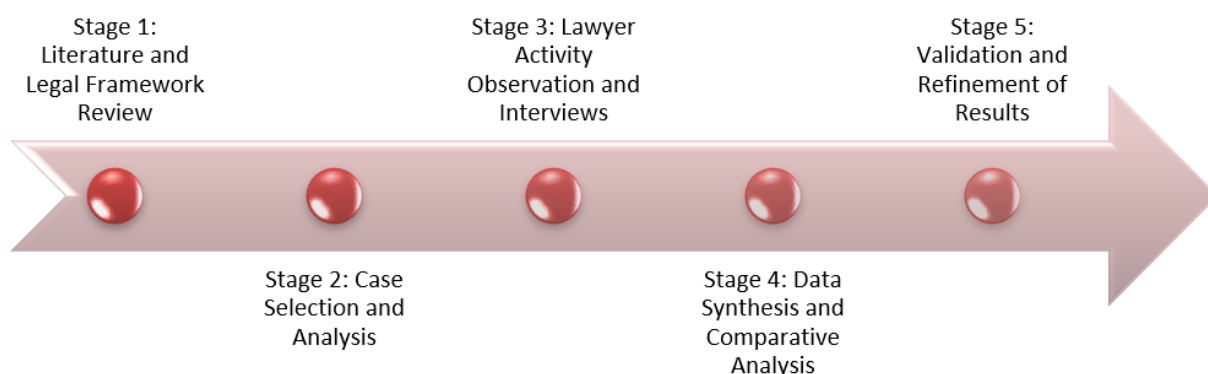 Stage 1:
Literature and
Legal Framework
Review
Stage 2: Case
Selection and
Analysis
Stage 3: Lawyer
Activity
Observation and
Interviews
Stage 4: Data
Synthesis and
Comparative
Analysis
Stage 5:
Validation and
Refinement of
Results